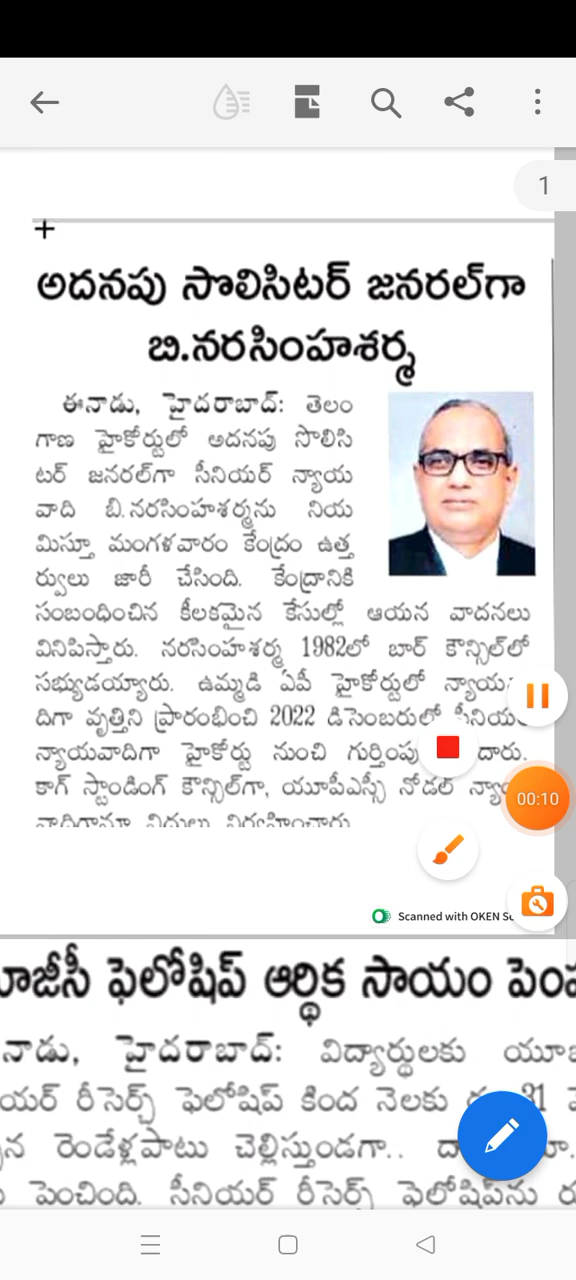 1
+
అదనపు సొలిసిటర్ జనరల్‌గా
బి.నరసింహశర్మ
ఈనాడు, హైదరాబాద్: తెలం
గాణ హైకోర్టులో అదనపు సొలిసి
టర్ జనరల్‌గా సీనియర్ న్యాయ
వాది బి.నరసింహశర్మను నియ
మిస్తూ మంగళవారం కేంద్రం ఉత్త
ర్వులు జారీ చేసింది. కేంద్రానికి
సంబంధించిన కీలకమైన కేసుల్లో ఆయన వాదనలు
వినిపిస్తారు. నరసింహశర్మ 1982లో బార్ కౌన్సిల్‌లో
సభ్యుడయ్యారు. ఉమ్మడి ఏపీ హైకోర్టులో
దిగా వృత్తిని ప్రారంభించి 2022 డిసెంబరులో
న్యాయవాదిగా హైకోర్టు నుంచి
కాగ్ స్టాండింగ్ కౌన్సిల్‌గా, యూపీఎస్సీ నోడల్
00:10
Scanned with OKEN
ఫెలోషిప్ ఆర్థిక సాయం
హైదరాబాద్: విద్యార్థులకు
రీసెర్చ్ ఫెలోషిప్ కింద నెలకు
రెండేళ్లపాటు చెల్లిస్తుండగా..
పెంచింది. సీనియర్ రీసెర్చ్ ఫెలోషిప్‌ను